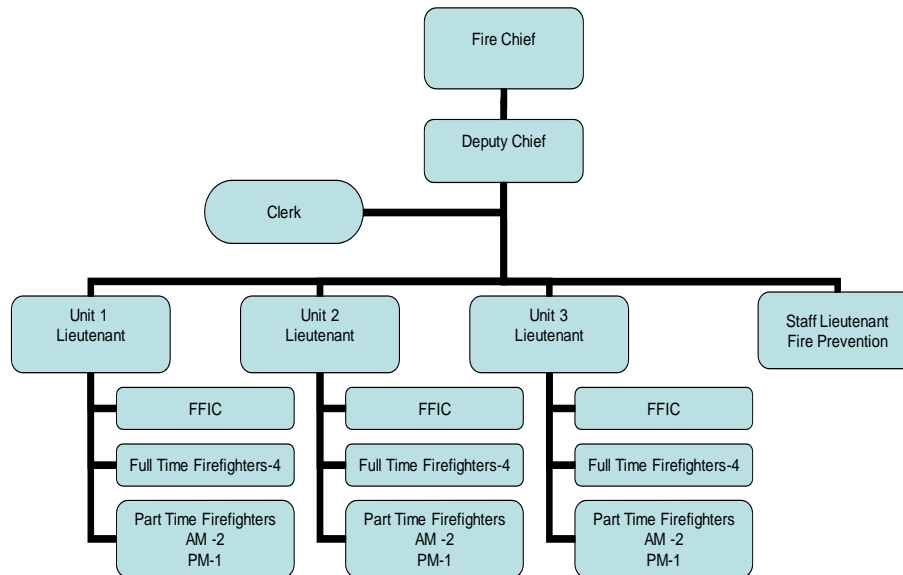 Fire Chief
Deputy Chief
Clerk
Unit 1
Lieutenant
Unit 2
Lieutenant
Unit 3
Lieutenant
Staff Lieutenant
Fire Prevention
FFIC
FFIC
FFIC
Full Time Firefighters-4
Full Time Firefighters-4
Full Time Firefighters-4
Part Time Firefighters
AM -2
PM-1
Part Time Firefighters
AM -2
PM-1
Part Time Firefighters
AM -2
PM-1